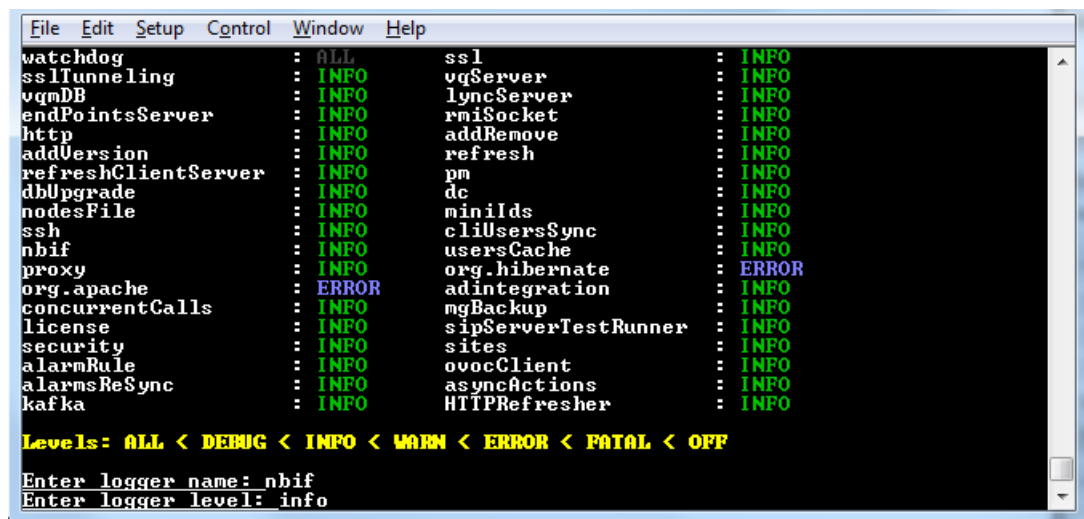 File Edit Setup Control Window Help
watchdog : ALL ssl : INFO
sslTunneling : INFO vqServer : INFO
vqmDB : INFO lyncServer : INFO
endPointsServer : INFO rmiSocket : INFO
http : INFO addRemove : INFO
addVersion : INFO refresh : INFO
refreshClientServer : INFO pm : INFO
dbUpgrade : INFO dc : INFO
nodesFile : INFO miniIds : INFO
ssh : INFO cliUsersSync : INFO
nbif : INFO usersCache : INFO
proxy : INFO org.hibernate : ERROR
org.apache : ERROR adintegration : INFO
concurrentCalls : INFO mgBackup : INFO
license : INFO sipServerTestRunner : INFO
security : INFO sites : INFO
alarmRule : INFO ovocClient : INFO
alarmsReSync : INFO asyncActions : INFO
kafka : INFO HTTPRefresher : INFO
Levels: ALL < DEBUG < INFO < WARN < ERROR < FATAL < OFF
Enter logger name: nbif
Enter logger level: info